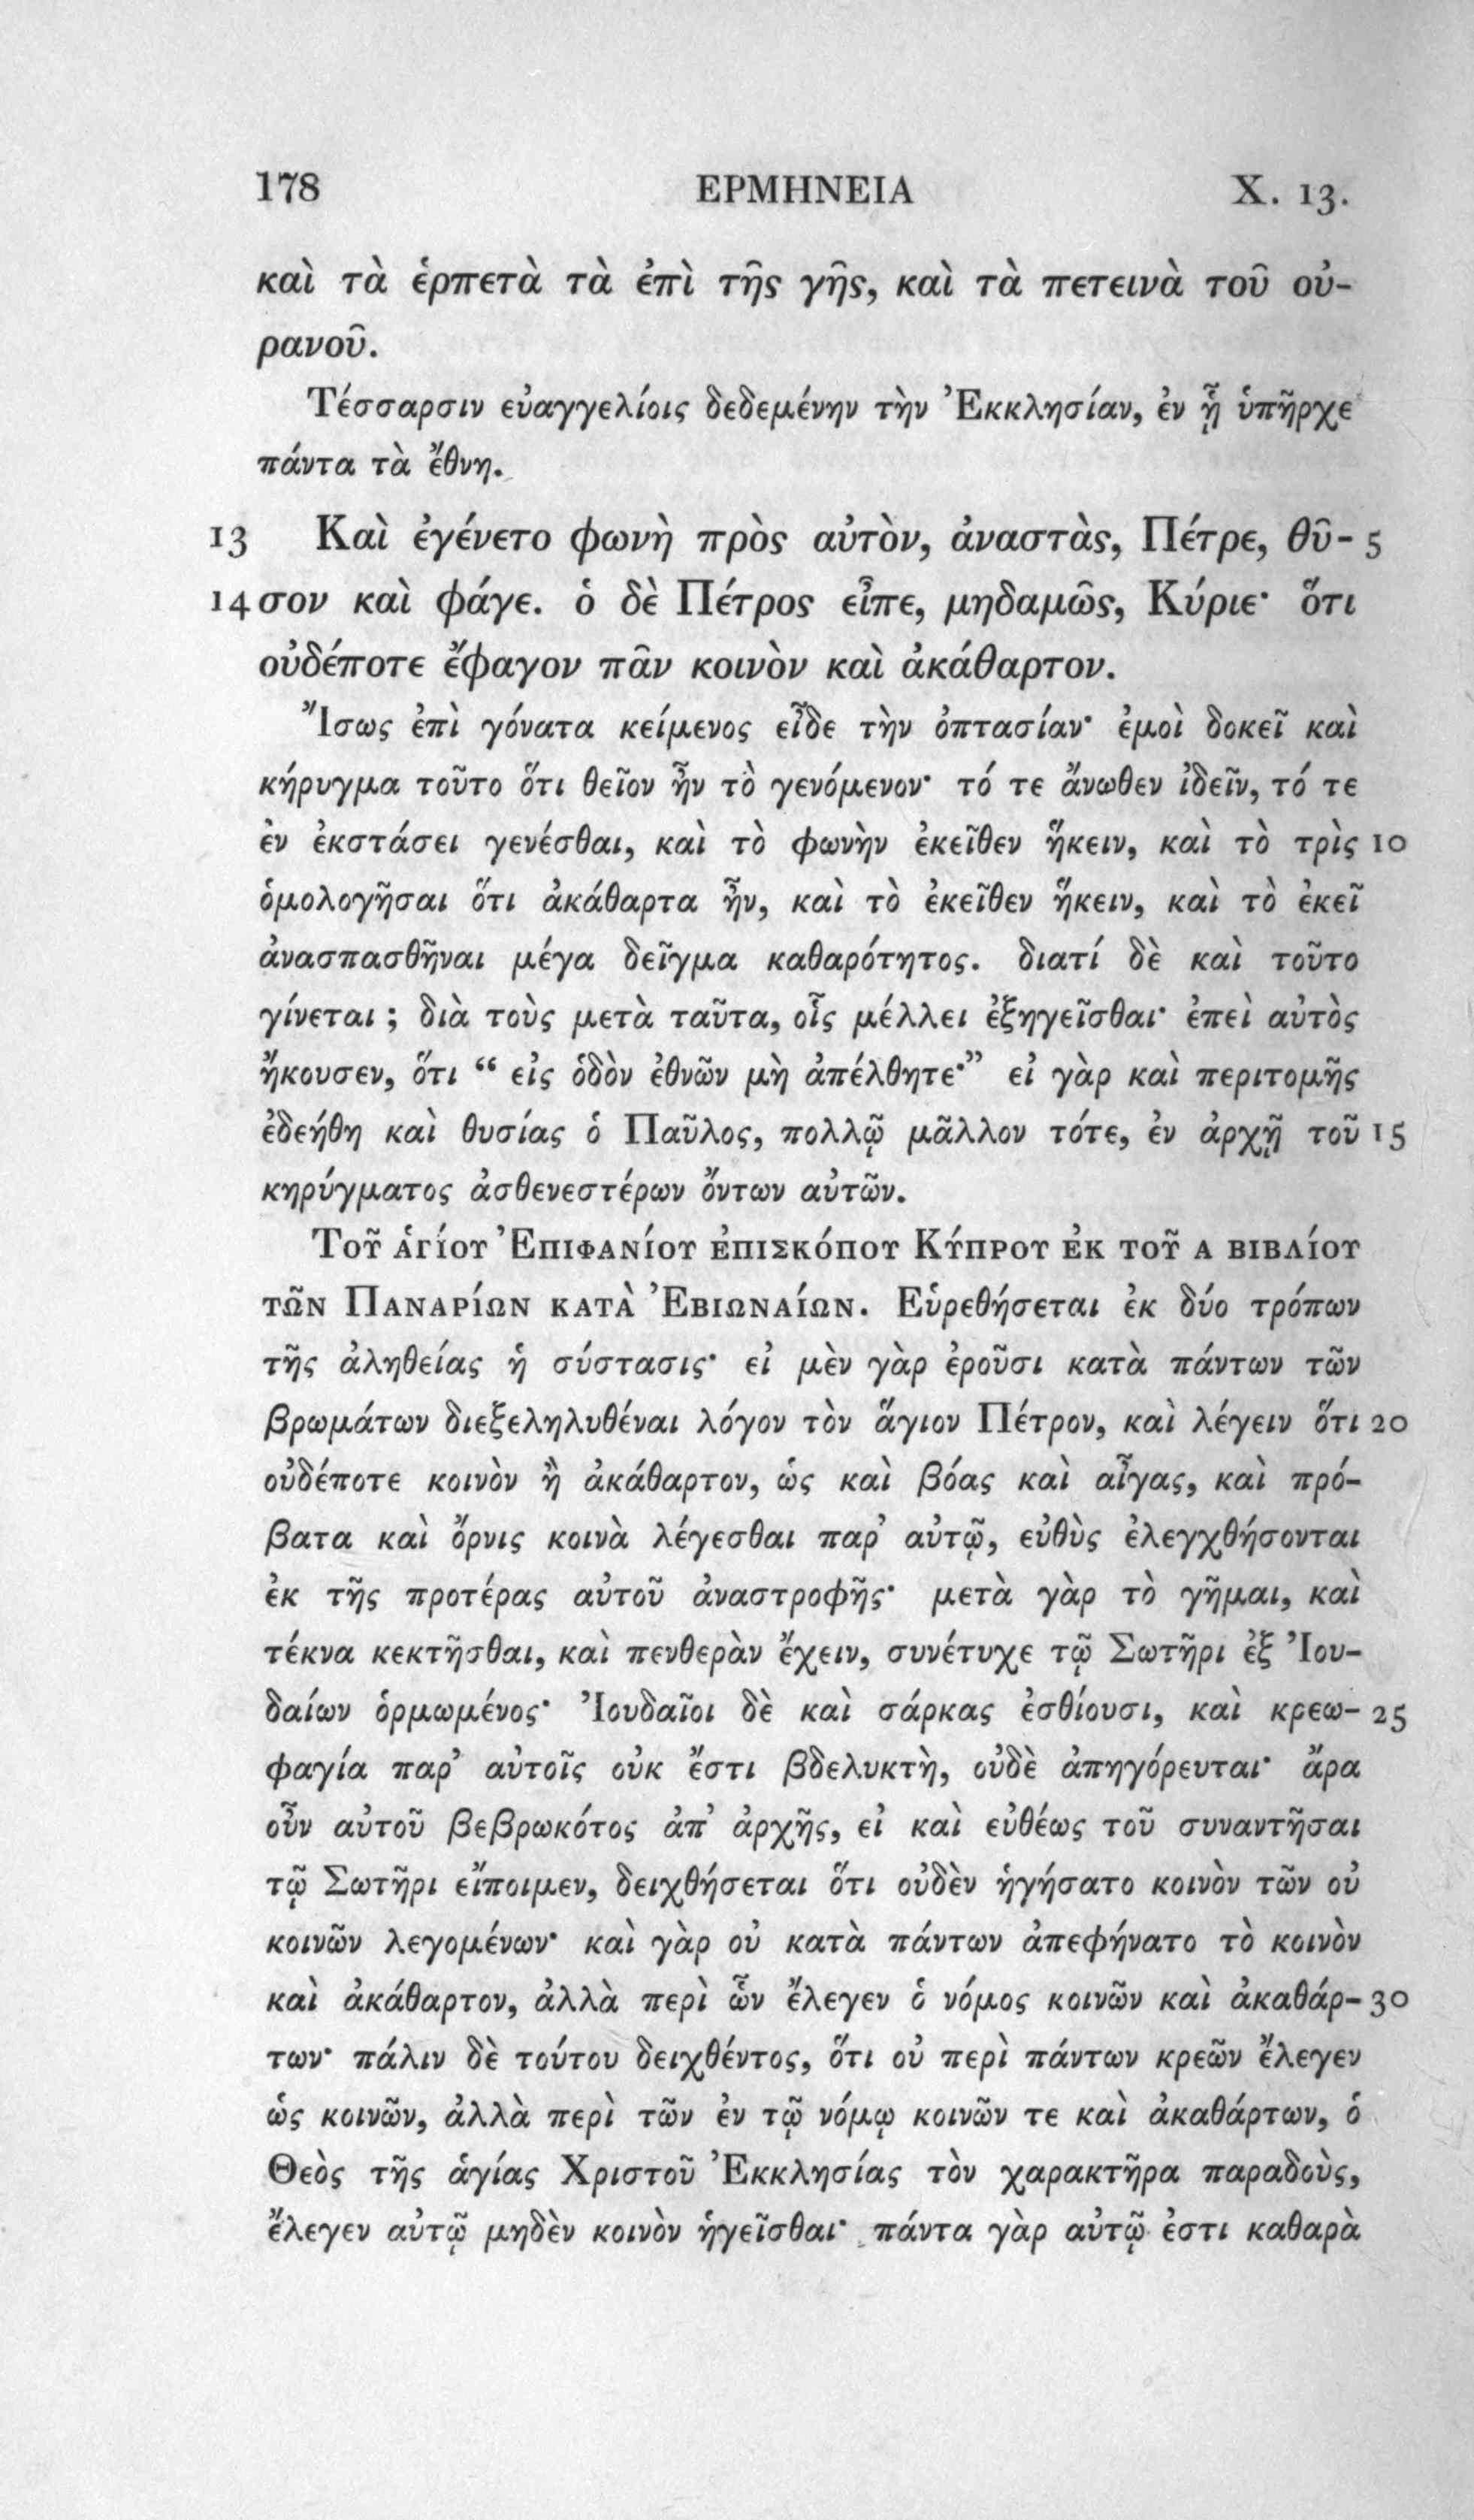 178 ΕΡΜΗΝΕΙΑ X. 13.
καὶ τὰ ἑρπετὰ τὰ ἐπὶ τῆς γῆς, καὶ τὰ πετεινὰ τοῦ οὐ-
ρανοῦ.
Τέσσαρσιν εὐαγγελίοις δεδεμένην τὴν Ἐκκλησίαν, ἐν ᾗ ὑπῆρχε
πάντα τὰ ἔθνη.
13 Καὶ ἐγένετο φωνὴ πρὸς αὐτὸν, ἀναστὰς, Πέτρε, θῦ- 5
14 σον καὶ φάγε. ὁ δὲ Πέτρος εἶπε, μηδαμῶς, Κύριε· ὅτι
οὐδέποτε ἔφαγον πᾶν κοινὸν καὶ ἀκάθαρτον.
Ἴσως ἐπὶ γόνατα κείμενος εἶδε τὴν ὀπτασίαν· ἐμοὶ δοκεῖ καὶ
κήρυγμα τοῦτο ὅτι θεῖον ἦν τὸ γενόμενον· τό τε ἄνωθεν ἰδεῖν, τό τε
ἐν ἐκστάσει γενέσθαι, καὶ τὸ φωνὴν ἐκεῖθεν ἥκειν, καὶ τὸ τρὶς 10
ὁμολογῆσαι ὅτι ἀκάθαρτα ἦν, καὶ τὸ ἐκεῖθεν ἥκειν, καὶ τὸ ἐκεῖ
ἀνασπασθῆναι μέγα δεῖγμα καθαρότητος. διατί δὲ καὶ τοῦτο
γίνεται ; διὰ τοὺς μετὰ ταῦτα, οἷς μέλλει ἐξηγεῖσθαι· ἐπεὶ αὐτὸς
ἤκουσεν, ὅτι “ εἰς ὁδὸν ἐθνῶν μὴ ἀπέλθητε·” εἰ γὰρ καὶ περιτομῆς
ἐδεήθη καὶ θυσίας ὁ Παῦλος, πολλῷ μᾶλλον τότε, ἐν ἀρχῇ τοῦ 15
κηρύγματος ἀσθενεστέρων ὄντων αὐτῶν.
Τοῦ ἁγίου Ἐπιφανίου ἐπισκόπου Κύπρου ἐκ τοῦ α βιβλίου
τῶν Παναρίων κατὰ Ἐβιωναίων. Εὑρεθήσεται ἐκ δύο τρόπων
τῆς ἀληθείας ἡ σύστασις· εἰ μὲν γὰρ ἐροῦσι κατὰ πάντων τῶν
βρωμάτων διεξεληλυθέναι λόγον τὸν ἅγιον Πέτρον, καὶ λέγειν ὅτι 20
οὐδέποτε κοινὸν ἢ ἀκάθαρτον, ὡς καὶ βόας καὶ αἶγας, καὶ πρό-
βατα καὶ ὄρνις κοινὰ λέγεσθαι παρ’ αὐτῷ, εὐθὺς ἐλεγχθήσονται
ἐκ τῆς προτέρας αὐτοῦ ἀναστροφῆς· μετὰ γὰρ τὸ γῆμαι, καὶ
τέκνα κεκτῆσθαι, καὶ πενθερὰν ἔχειν, συνέτυχε τῷ Σωτῆρι ἐξ Ἰου-
δαίων ὁρμωμένος· Ἰουδαῖοι δὲ καὶ σάρκας ἐσθίουσι, καὶ κρεω- 25
φαγία παρ’ αὐτοῖς οὐκ ἔστι βδελυκτὴ, οὐδὲ ἀπηγόρευται· ἄρα
οὖν αὐτοῦ βεβρωκότος ἀπ’ ἀρχῆς, εἰ καὶ εὐθέως τοῦ συναντῆσαι
τῷ Σωτῆρι εἴποιμεν, δειχθήσεται ὅτι οὐδὲν ἡγήσατο κοινὸν τῶν οὐ
κοινῶν λεγομένων· καὶ γὰρ οὐ κατὰ πάντων ἀπεφήνατο τὸ κοινὸν
καὶ ἀκάθαρτον, ἀλλὰ περὶ ὧν ἔλεγεν ὁ νόμος κοινῶν καὶ ἀκαθάρ- 30
των· πάλιν δὲ τούτου δειχθέντος, ὅτι οὐ περὶ πάντων κρεῶν ἔλεγεν
ὡς κοινῶν, ἀλλὰ περὶ τῶν ἐν τῷ νόμῳ κοινῶν τε καὶ ἀκαθάρτων, ὁ
Θεὸς τῆς ἁγίας Χριστοῦ Ἐκκλησίας τὸν χαρακτῆρα παραδοὺς,
ἔλεγεν αὐτῷ μηδὲν κοινὸν ἡγεῖσθαι· πάντα γὰρ αὐτῷ ἐστι καθαρὰ